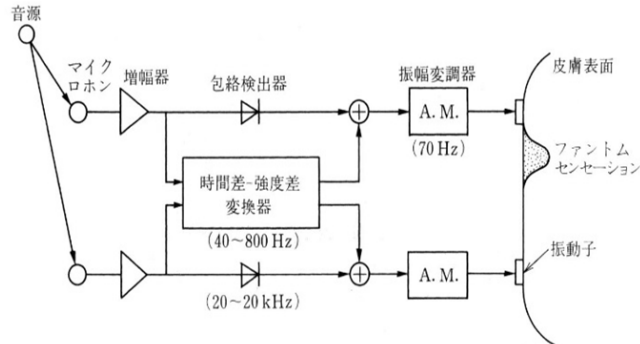 音源
マイク
ロホン
増幅器
包絡検出器
振幅変調器
皮膚表面
A. M.
(70 Hz)
ファントム
センセーション
時間差-強度差
変換器
(40～800 Hz)
振動子
A. M.
(20～20 kHz)